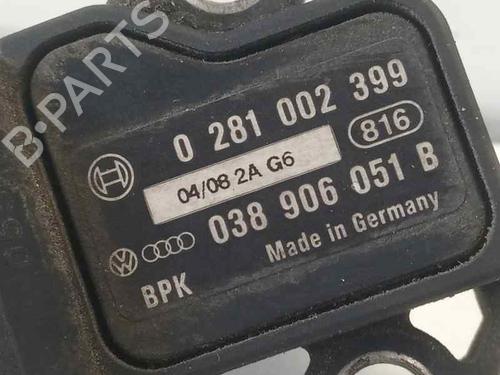 B-PARTS
0 281 002 399
04/08 2A G6
816
038 906 051 B
Made in Germany
BPK